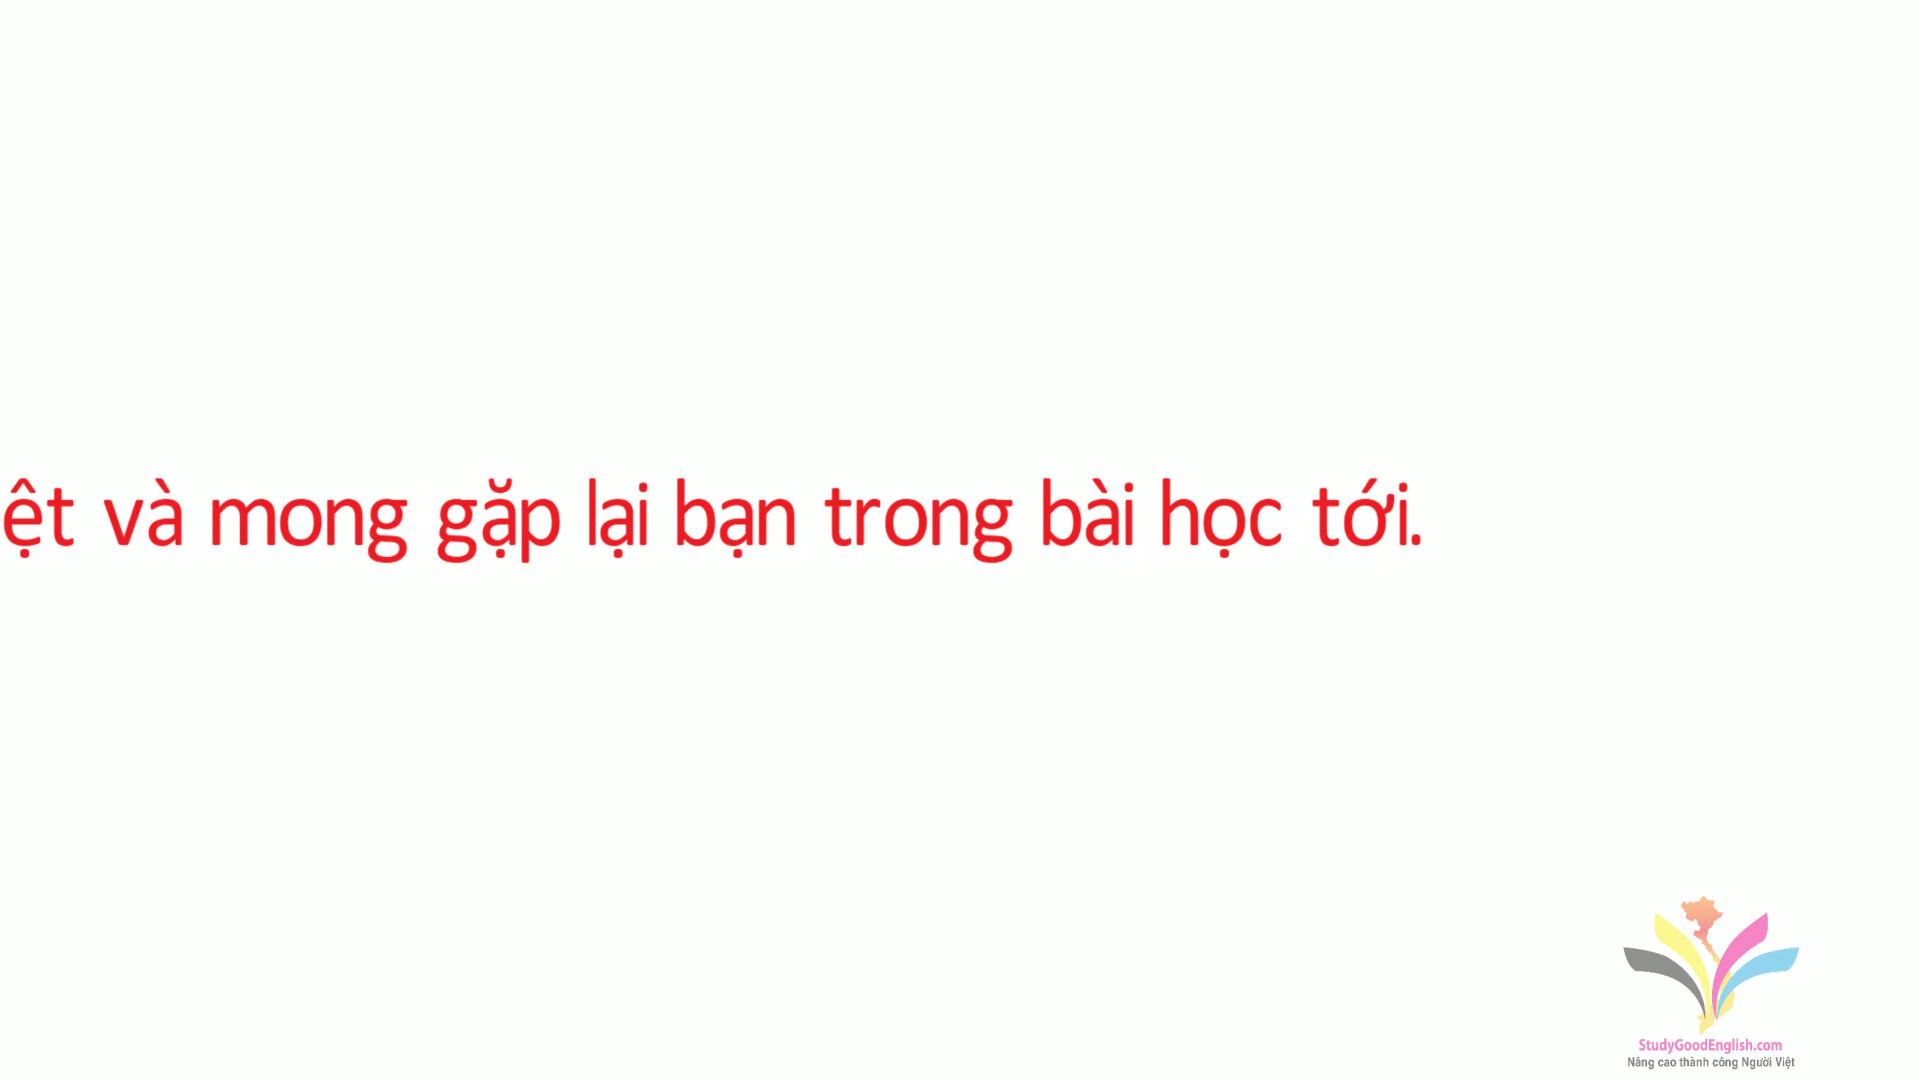 ệt và mong gặp lại bạn trong bài học tới.
StudyGoodEnglish.com
Nâng cao thành công Người Việt